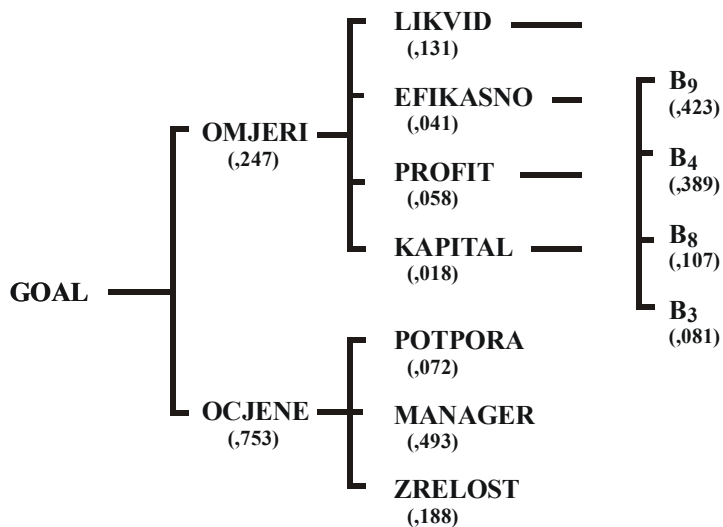 GOAL
OMJERI
(,247)
LIKVID
(,131)
EFIKASNO
(,041)
PROFIT
(,058)
KAPITAL
(,018)
OCJENE
(,753)
POTPORA
(,072)
MANAGER
(,493)
ZRELOST
(,188)
B9
(,423)
B4
(,389)
B8
(,107)
B3
(,081)